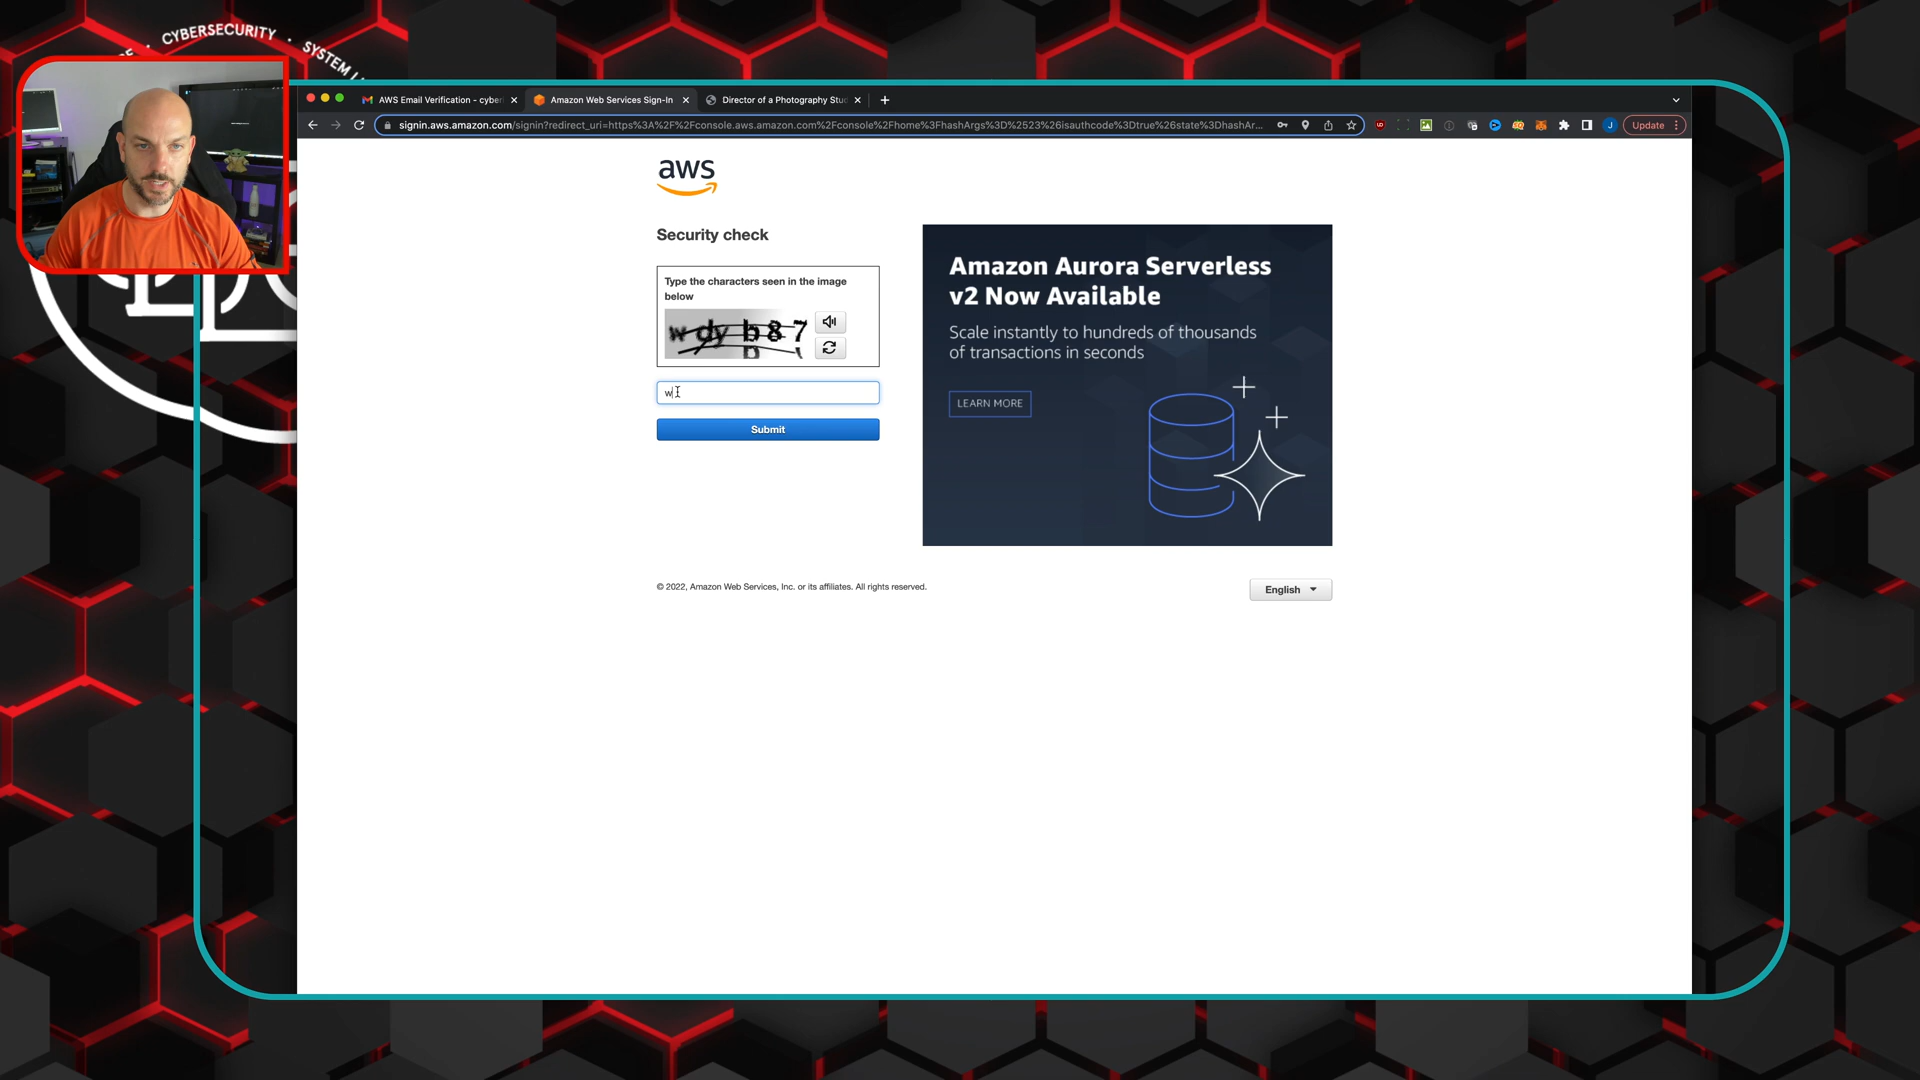 CYBERSECURITY · SYSTEM
AWS Email Verification - cyber
Amazon Web Services Sign-In
Director of a Photography Stud
signin.aws.amazon.com/signin?redirect_uri=https%3A%2F%2Fconsole.aws.amazon.com%2Fconsole%2Fhome%3FhashArgs%3D%2523%26isauthcode%3Dtrue%26state%3DhashAr...
J
Update
aws
Security check
Type the characters seen in the image
below
wdyb87
w
Submit
Amazon Aurora Serverless
v2 Now Available
Scale instantly to hundreds of thousands
of transactions in seconds
LEARN MORE
© 2022, Amazon Web Services, Inc. or its affiliates. All rights reserved.
English